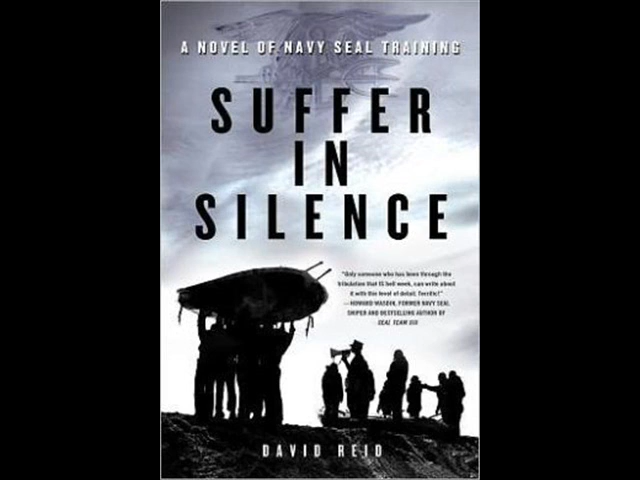 A NOVEL OF NAVY SEAL TRAINING
SUFFER
IN
SILENCE
"Only someone who has been through the
tribulation that IS hell week, can write about
it with this level of detail. Terrific!"
—HOWARD WASDIN, FORMER NAVY SEAL
SNIPER AND BESTSELLING AUTHOR OF
SEAL TEAM SIX
DAVID REID